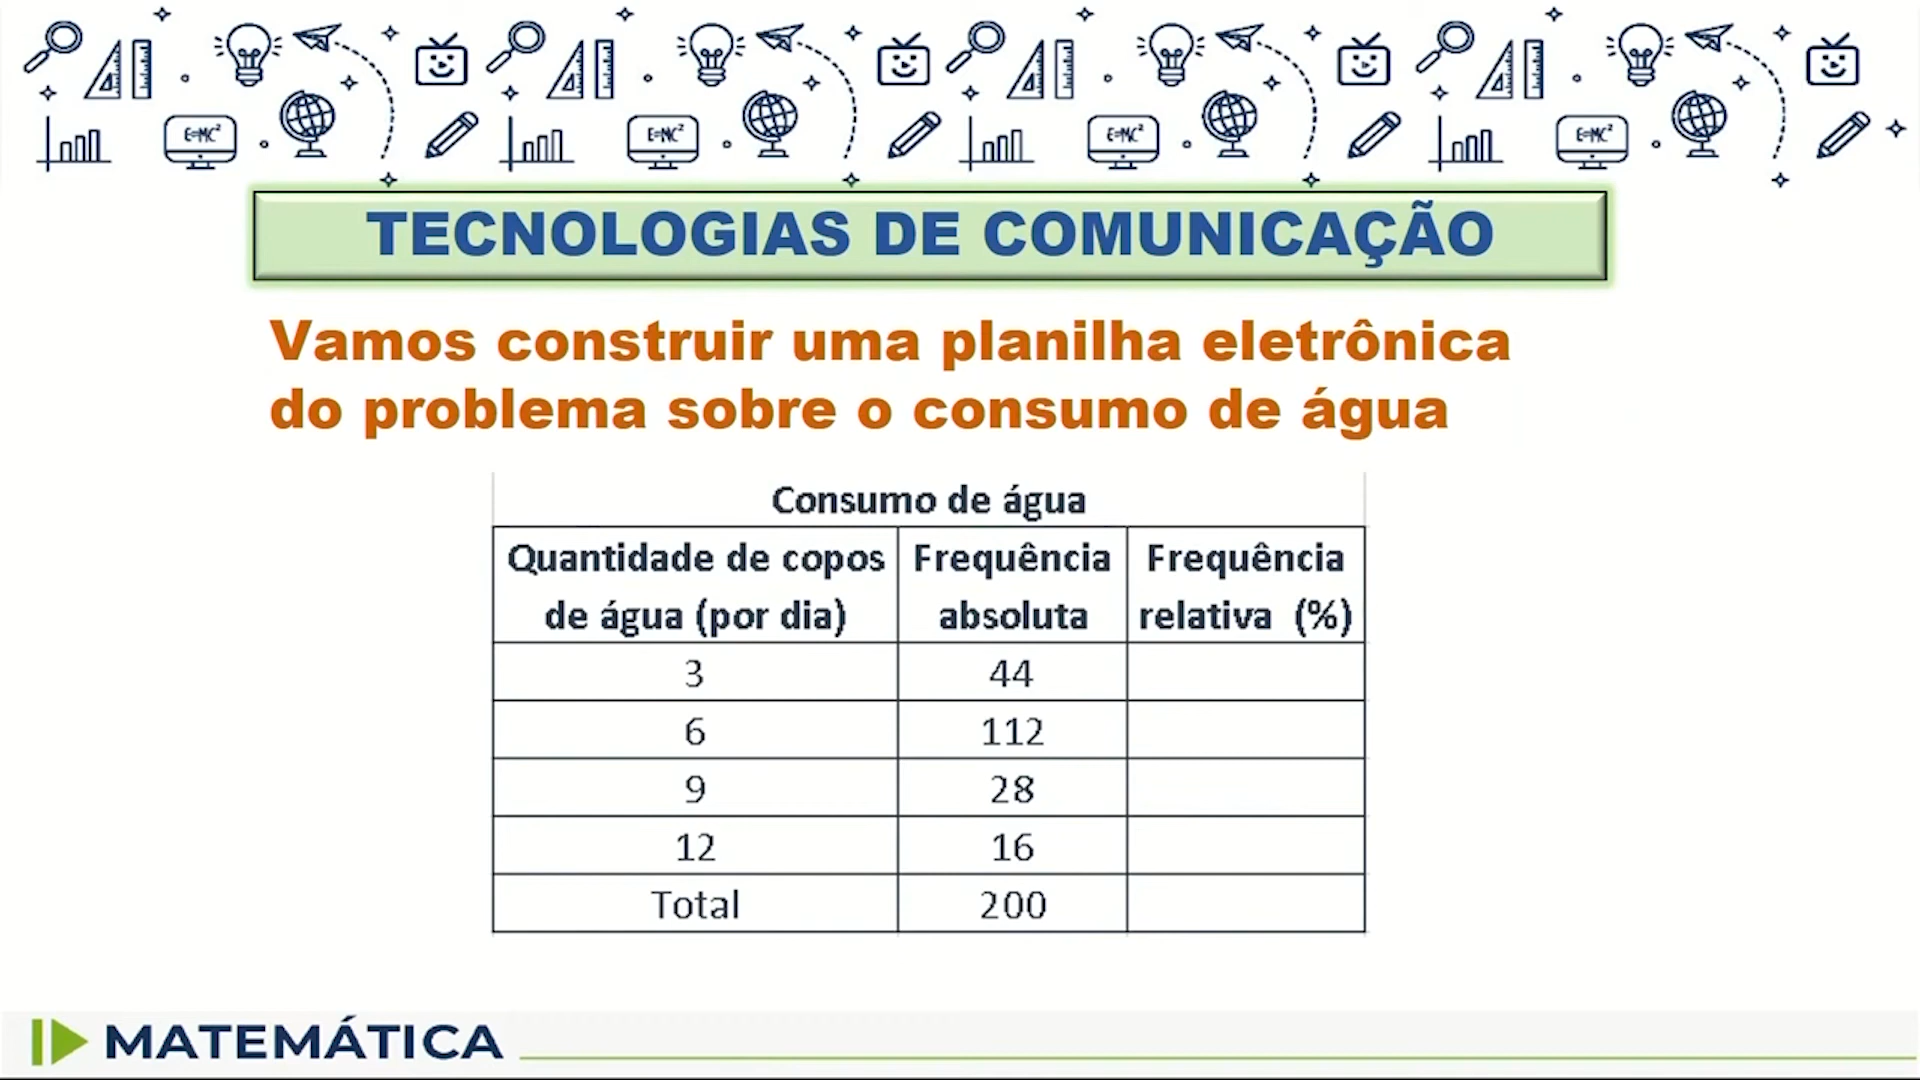 E=MC² E=MC² E=MC² E=MC²
TECNOLOGIAS DE COMUNICAÇÃO
Vamos construir uma planilha eletrônica
do problema sobre o consumo de água
Consumo de água
Quantidade de copos Frequência Frequência
de água (por dia) absoluta relativa (%)
3 44
6 112
9 28
12 16
Total 200
MATEMÁTICA